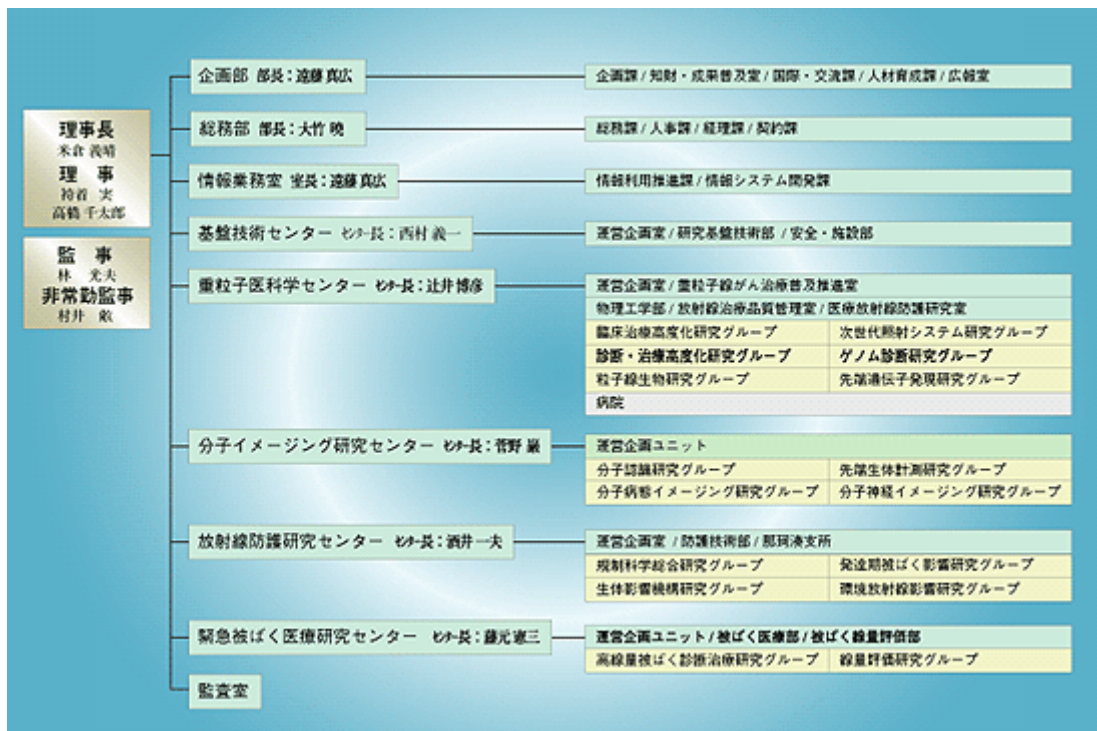 理事長
米倉 義晴
理 事
袴着 実
高橋 千太郎
監 事
林 光夫
非常勤監事
村井 敞
企画部 部長：遠藤真広
企画課 / 知財・成果普及室 / 国際・交流課 / 人材育成課 / 広報室
総務部 部長：大竹 暁
総務課 / 人事課 / 経理課 / 契約課
情報業務室 室長：遠藤真広
情報利用推進課 / 情報システム開発課
基盤技術センター センター長：西村 義一
運営企画室 / 研究基盤技術部 / 安全・施設部
重粒子医科学センター センター長：辻井博彦
運営企画室 / 重粒子線がん治療普及推進室
物理工学部 / 放射線治療品質管理室 / 医療放射線防護研究室
臨床治療高度化研究グループ 次世代照射システム研究グループ
診断・治療高度化研究グループ ゲノム診断研究グループ
粒子線生物研究グループ 先端遺伝子発現研究グループ
病院
分子イメージング研究センター センター長：菅野 巖
運営企画ユニット
分子認識研究グループ 先端生体計測研究グループ
分子病態イメージング研究グループ 分子神経イメージング研究グループ
放射線防護研究センター センター長：酒井一夫
運営企画室 / 防護技術部 / 那珂湊支所
規制科学総合研究グループ 発達期被ばく影響研究グループ
生体影響機構研究グループ 環境放射線影響研究グループ
緊急被ばく医療研究センター センター長：藤元憲三
運営企画ユニット / 被ばく医療部 / 被ばく線量評価部
高線量被ばく診断治療研究グループ 線量評価研究グループ
監査室